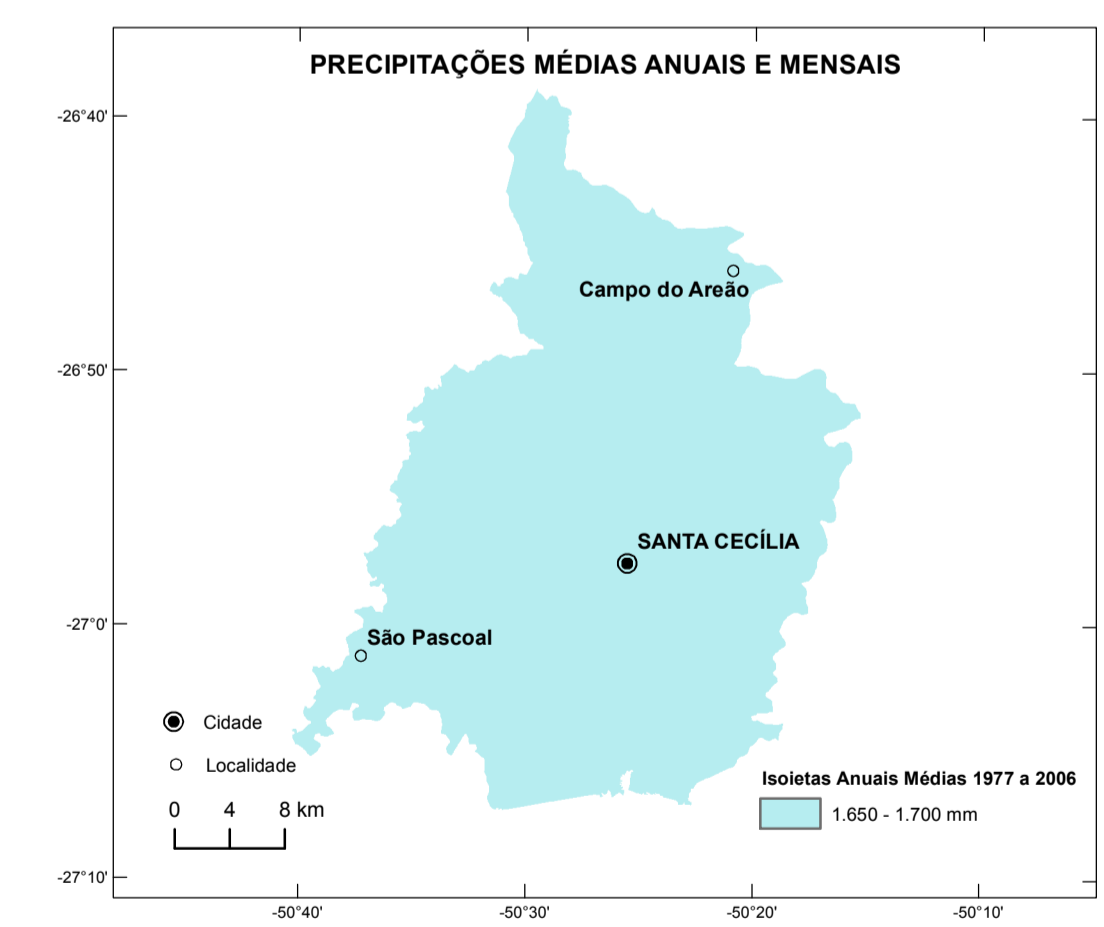 PRECIPITAÇÕES MÉDIAS ANUAIS E MENSAIS
-26°40'
Campo do Areão
-26°50'
SANTA CECÍLIA
-27°0'
São Pascoal
Cidade
Localidade
0 4 8 km
Isoietas Anuais Médias 1977 a 2006
1.650 - 1.700 mm
-27°10'
-50°40' -50°30' -50°20' -50°10'